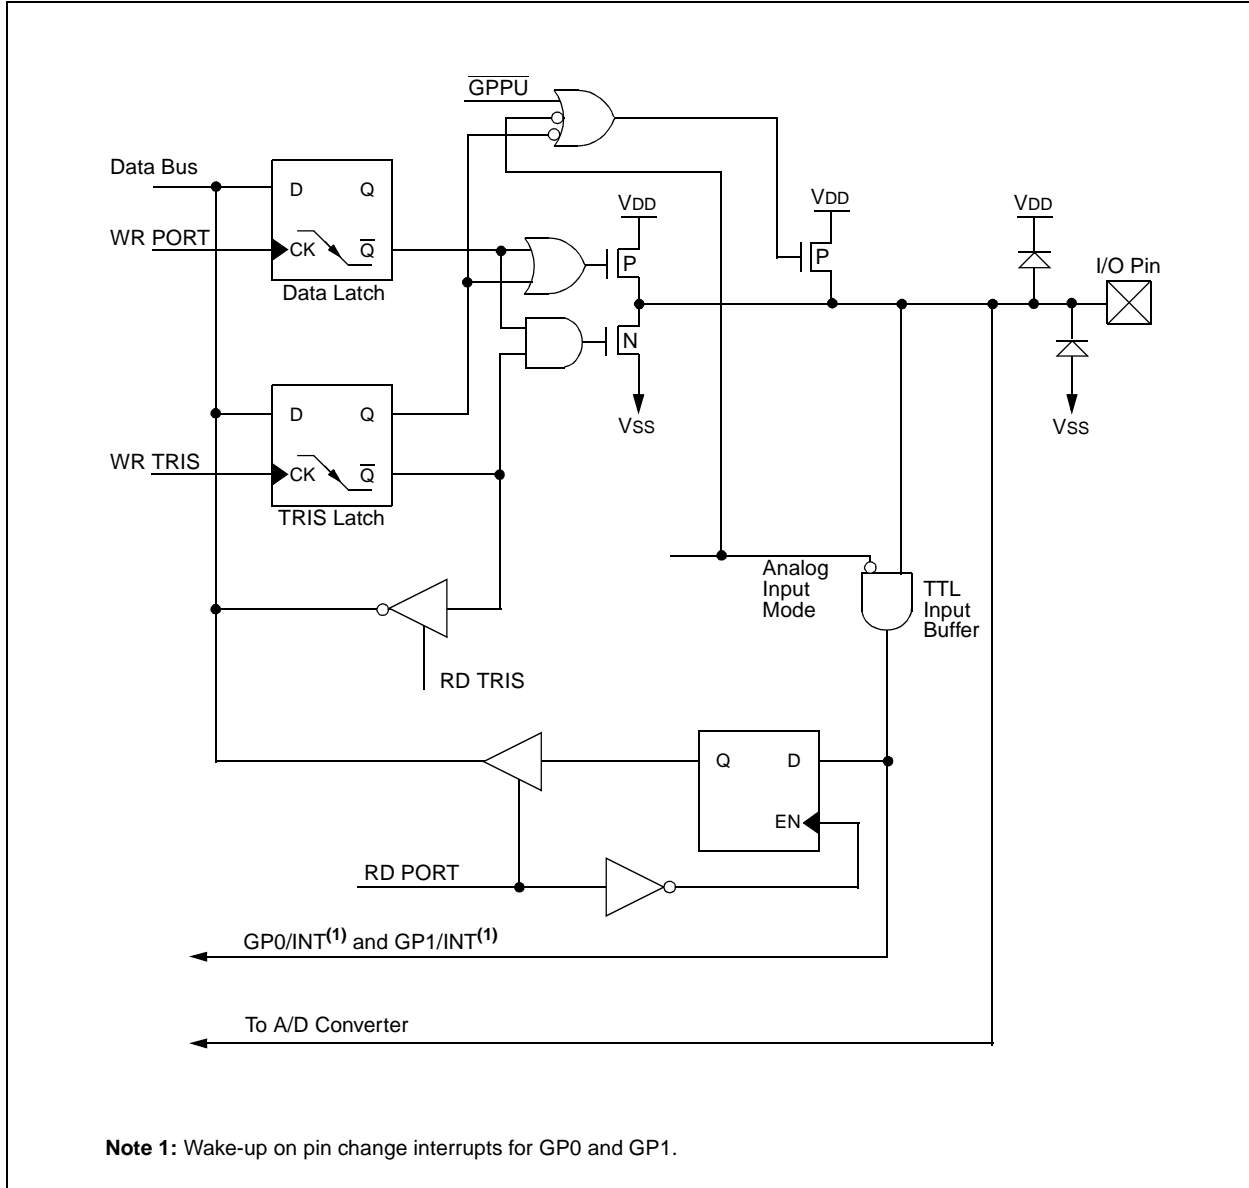 GPPU
Data Bus
D Q
VDD
VDD
VDD
WR PORT
CK Q
P
P
I/O Pin
Data Latch
N
D Q
VSS
VSS
WR TRIS
CK Q
TRIS Latch
Analog
Input
Mode
TTL
Input
Buffer
RD TRIS
Q D
EN
RD PORT
GP0/INT(1) and GP1/INT(1)
To A/D Converter
Note 1: Wake-up on pin change interrupts for GP0 and GP1.